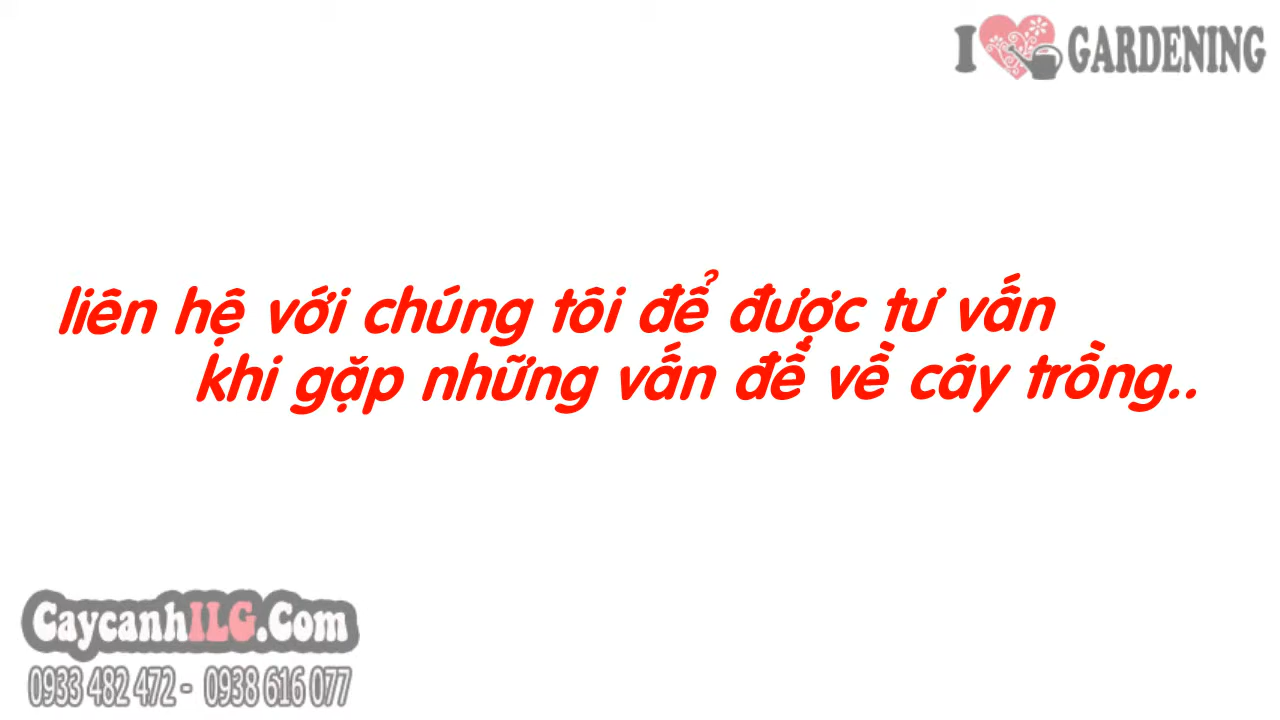 I GARDENING
liên hệ với chúng tôi để được tư vấn
khi gặp những vấn đề về cây trồng..
CaycanhILG.Com
0933 482 472 - 0938 616 077